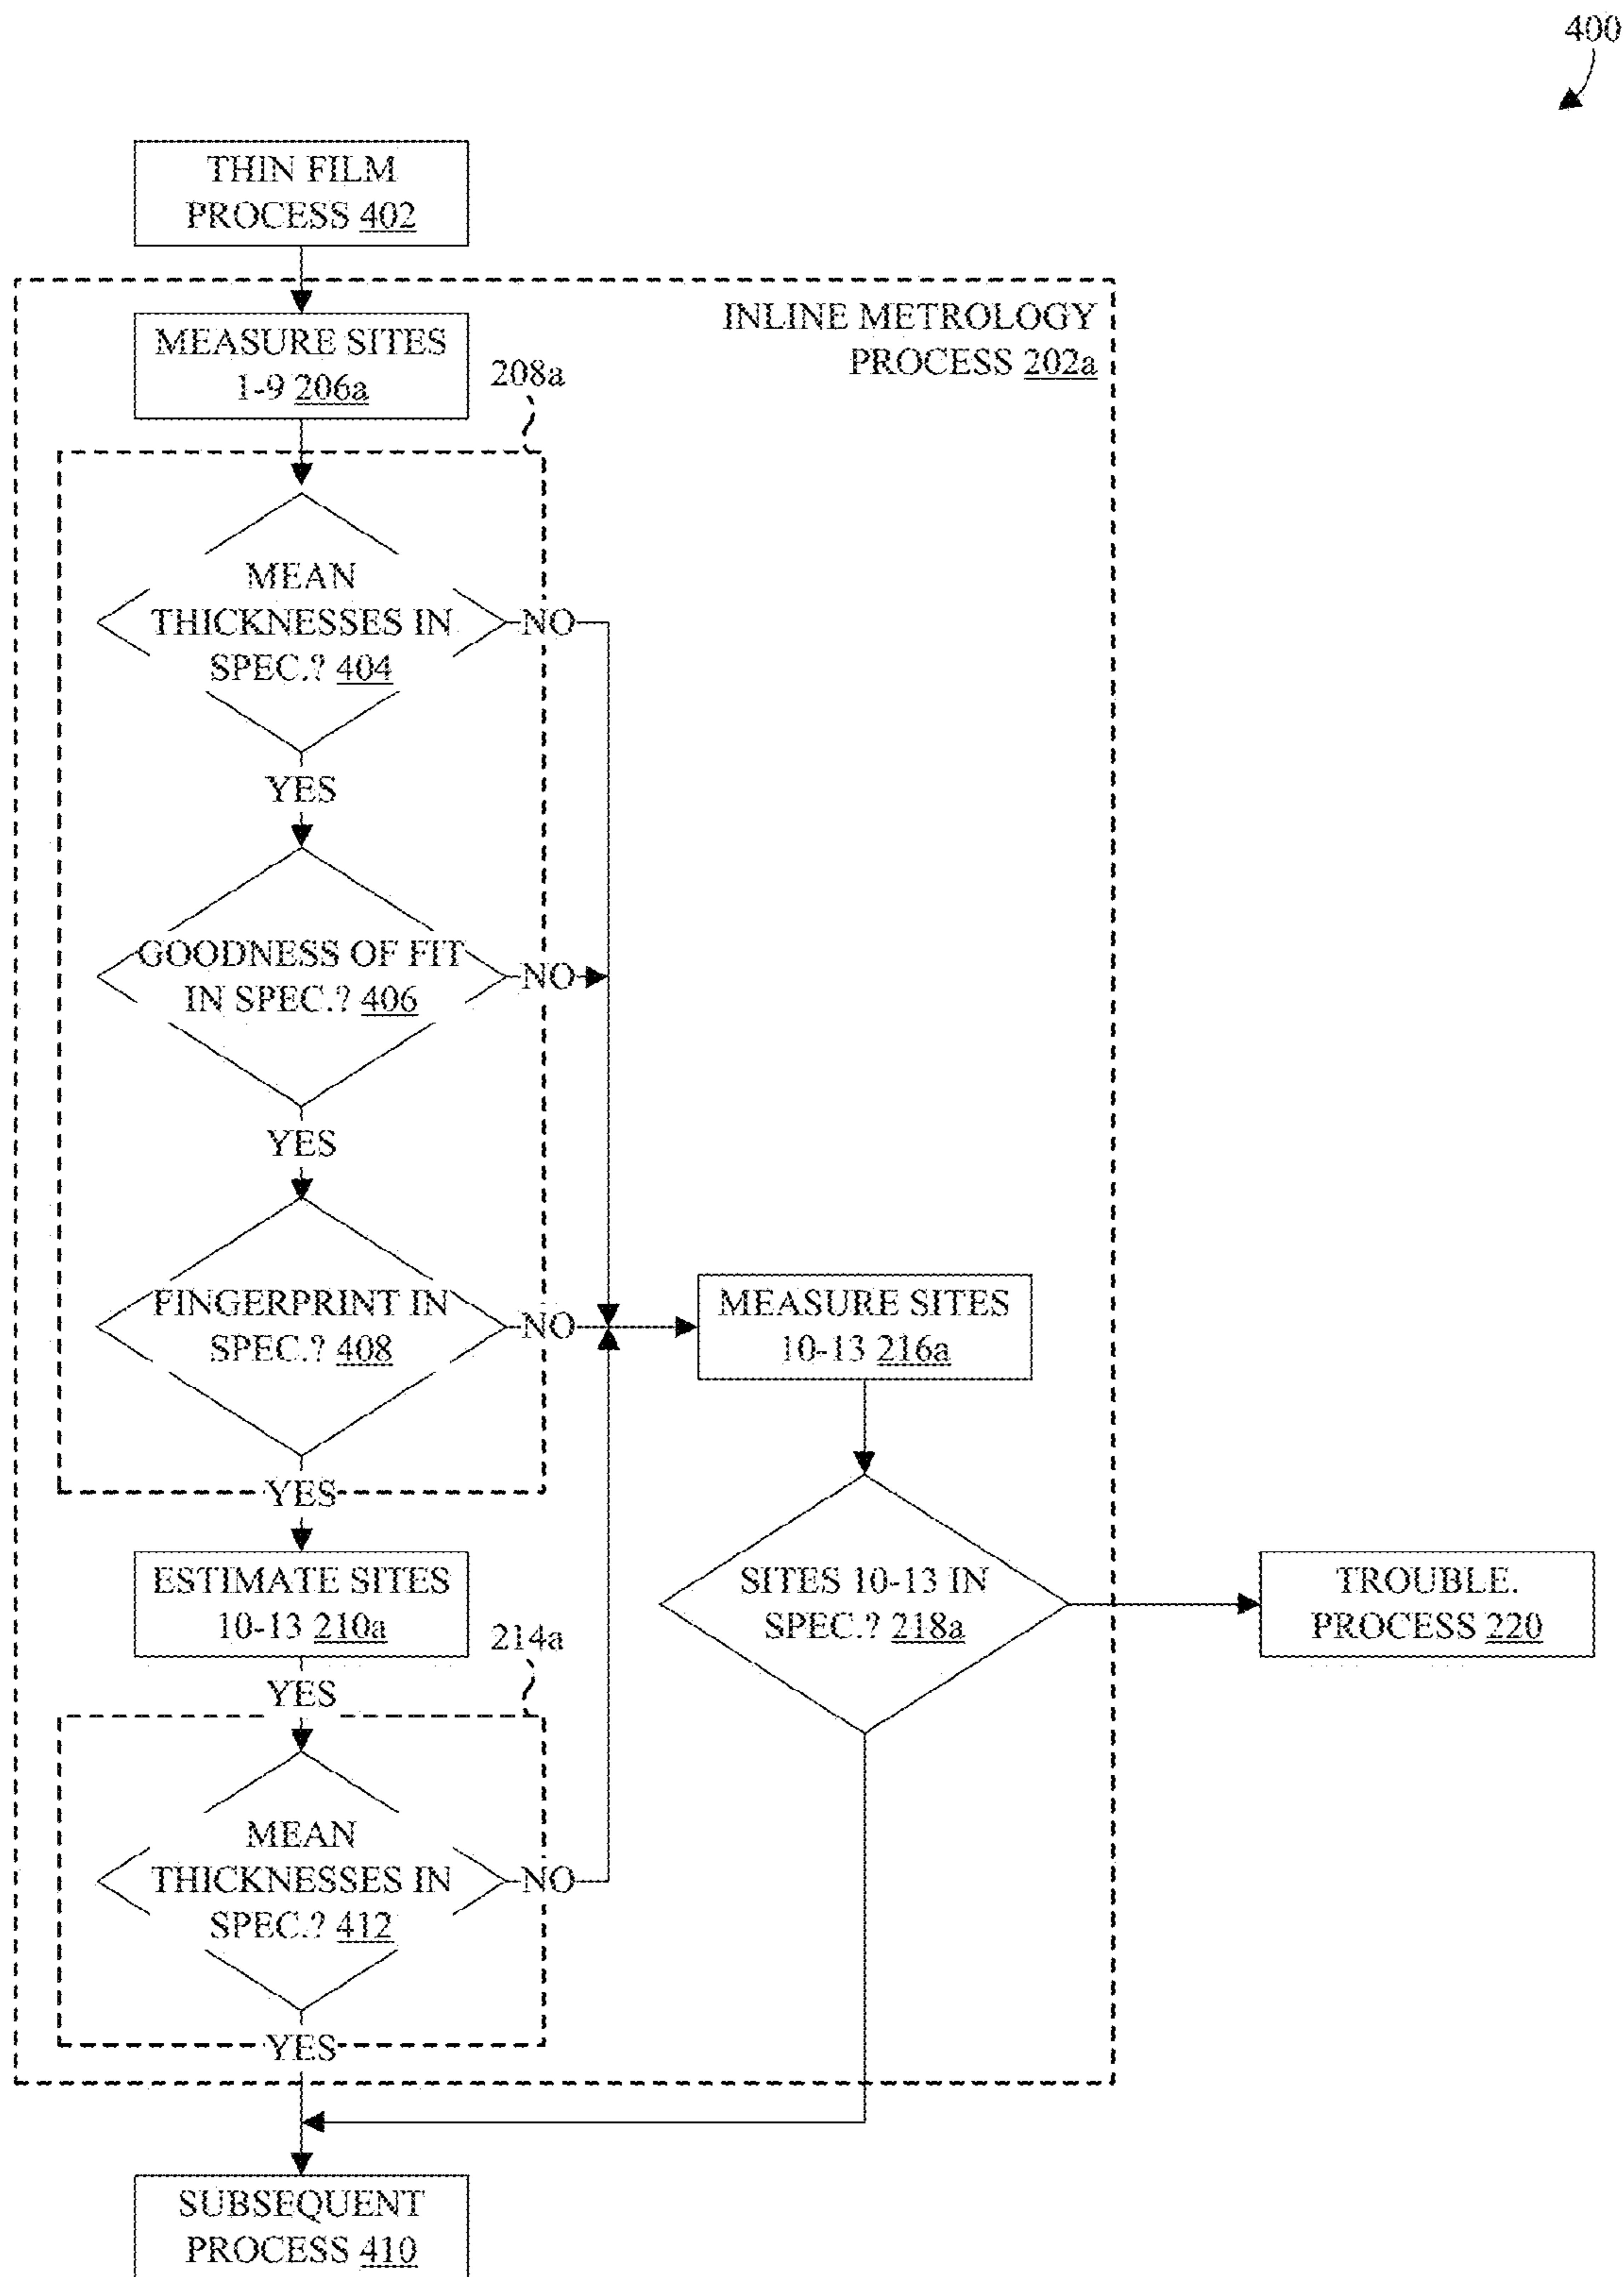 400
THIN FILM
PROCESS 402
INLINE METROLOGY
PROCESS 202a
MEASURE SITES
1-9 206a
208a
MEAN
THICKNESSES IN
SPEC.? 404
NO
YES
GOODNESS OF FIT
IN SPEC.? 406
NO
YES
FINGERPRINT IN
SPEC.? 408
NO
MEASURE SITES
10-13 216a
YES
ESTIMATE SITES
10-13 210a
SITES 10-13 IN
SPEC.? 218a
TROUBLE.
PROCESS 220
214a
YES
MEAN
THICKNESSES IN
SPEC.? 412
NO
YES
SUBSEQUENT
PROCESS 410